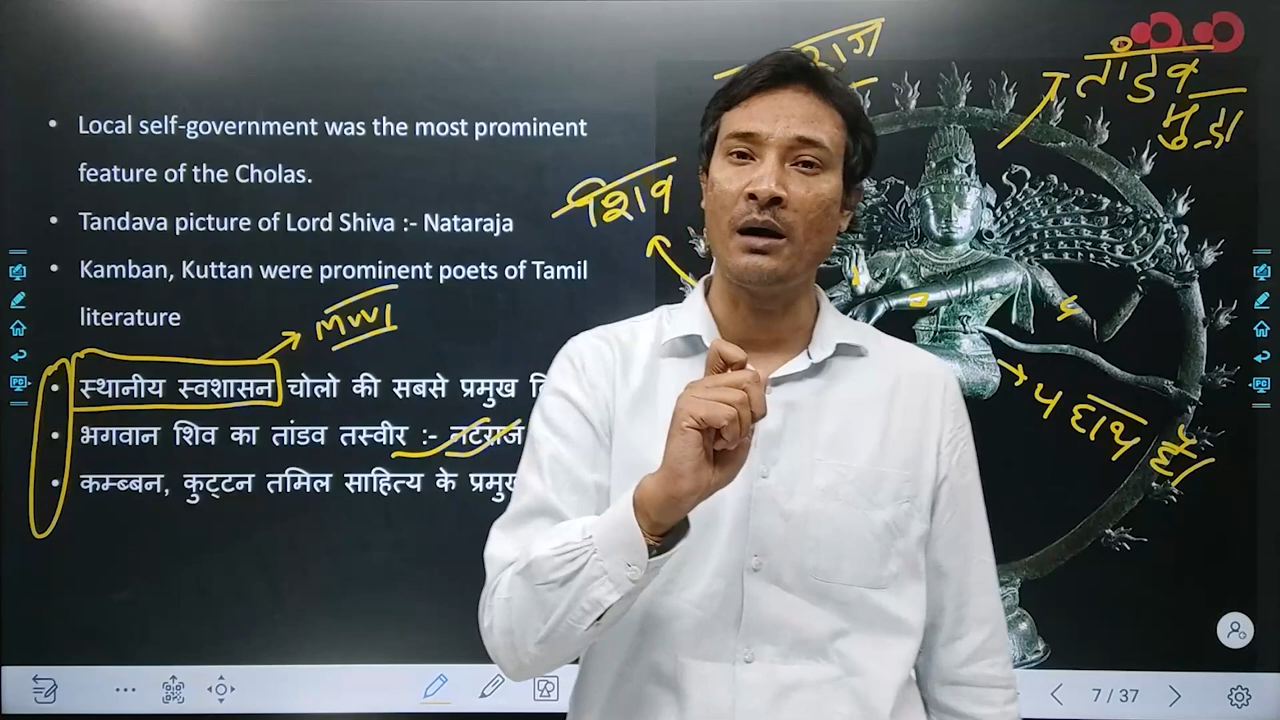 • Local self-government was the most prominent
feature of the Cholas.
• Tandava picture of Lord Shiva :- Nataraja
• Kamban, Kuttan were prominent poets of Tamil
literature
• स्थानीय स्वशासन चोलो की सबसे प्रमुख
• भगवान शिव का तांडव तस्वीर :- नटराज
• कम्ब्बन, कुट्टन तमिल साहित्य के प्रमुख
शिव
तांडव
मुद्रा
हाथ है।
7 / 37